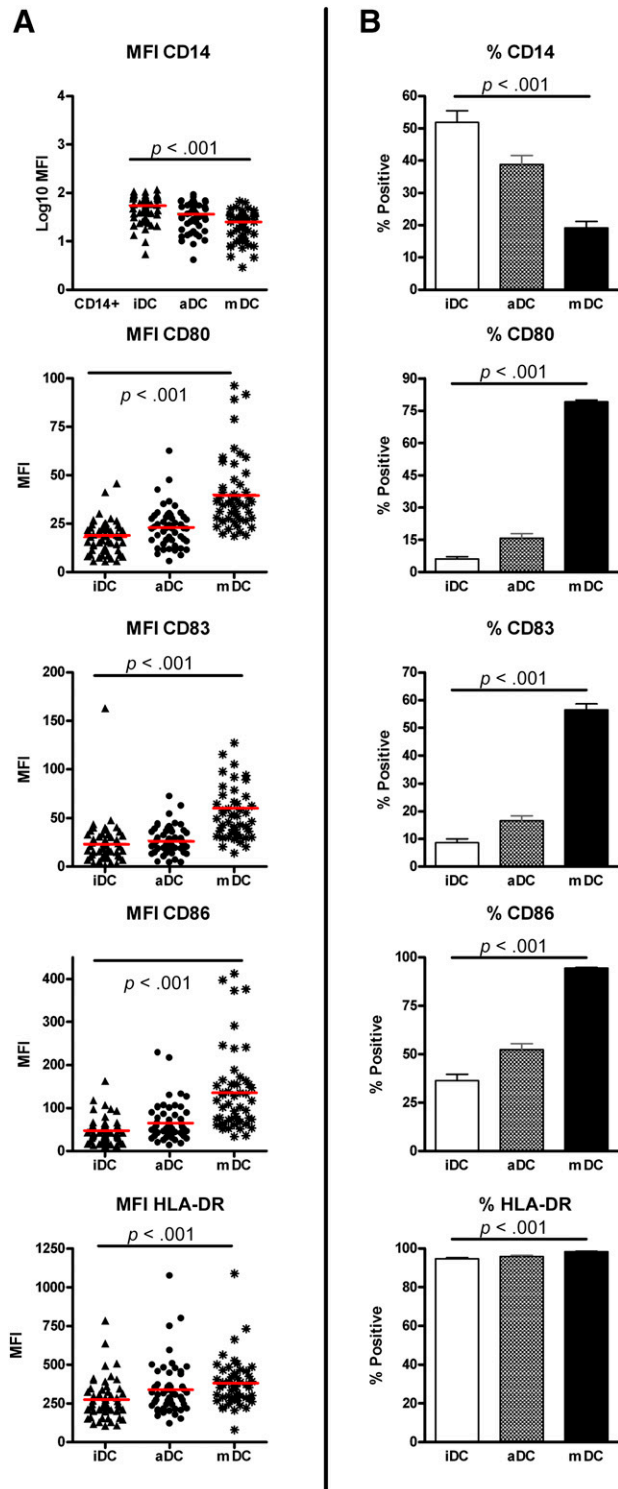 A
MFI CD14
Log10 MFI
4
3
2
1
0
p < .001
CD14+ iDC aDC mDC
MFI CD80
MFI
100
75
50
25
0
p < .001
iDC aDC mDC
MFI CD83
MFI
200
150
100
50
0
p < .001
iDC aDC mDC
MFI CD86
MFI
400
300
200
100
0
p < .001
iDC aDC mDC
MFI HLA-DR
MFI
1250
1000
750
500
250
0
p < .001
iDC aDC mDC
B
% CD14
% Positive
60
50
40
30
20
10
0
p < .001
iDC aDC mDC
% CD80
% Positive
90
75
60
45
30
15
0
p < .001
iDC aDC mDC
% CD83
% Positive
70
60
50
40
30
20
10
0
p < .001
iDC aDC mDC
% CD86
% Positive
100
75
50
25
0
p < .001
iDC aDC mDC
% HLA-DR
% Positive
100
80
60
40
20
0
p < .001
iDC aDC mDC